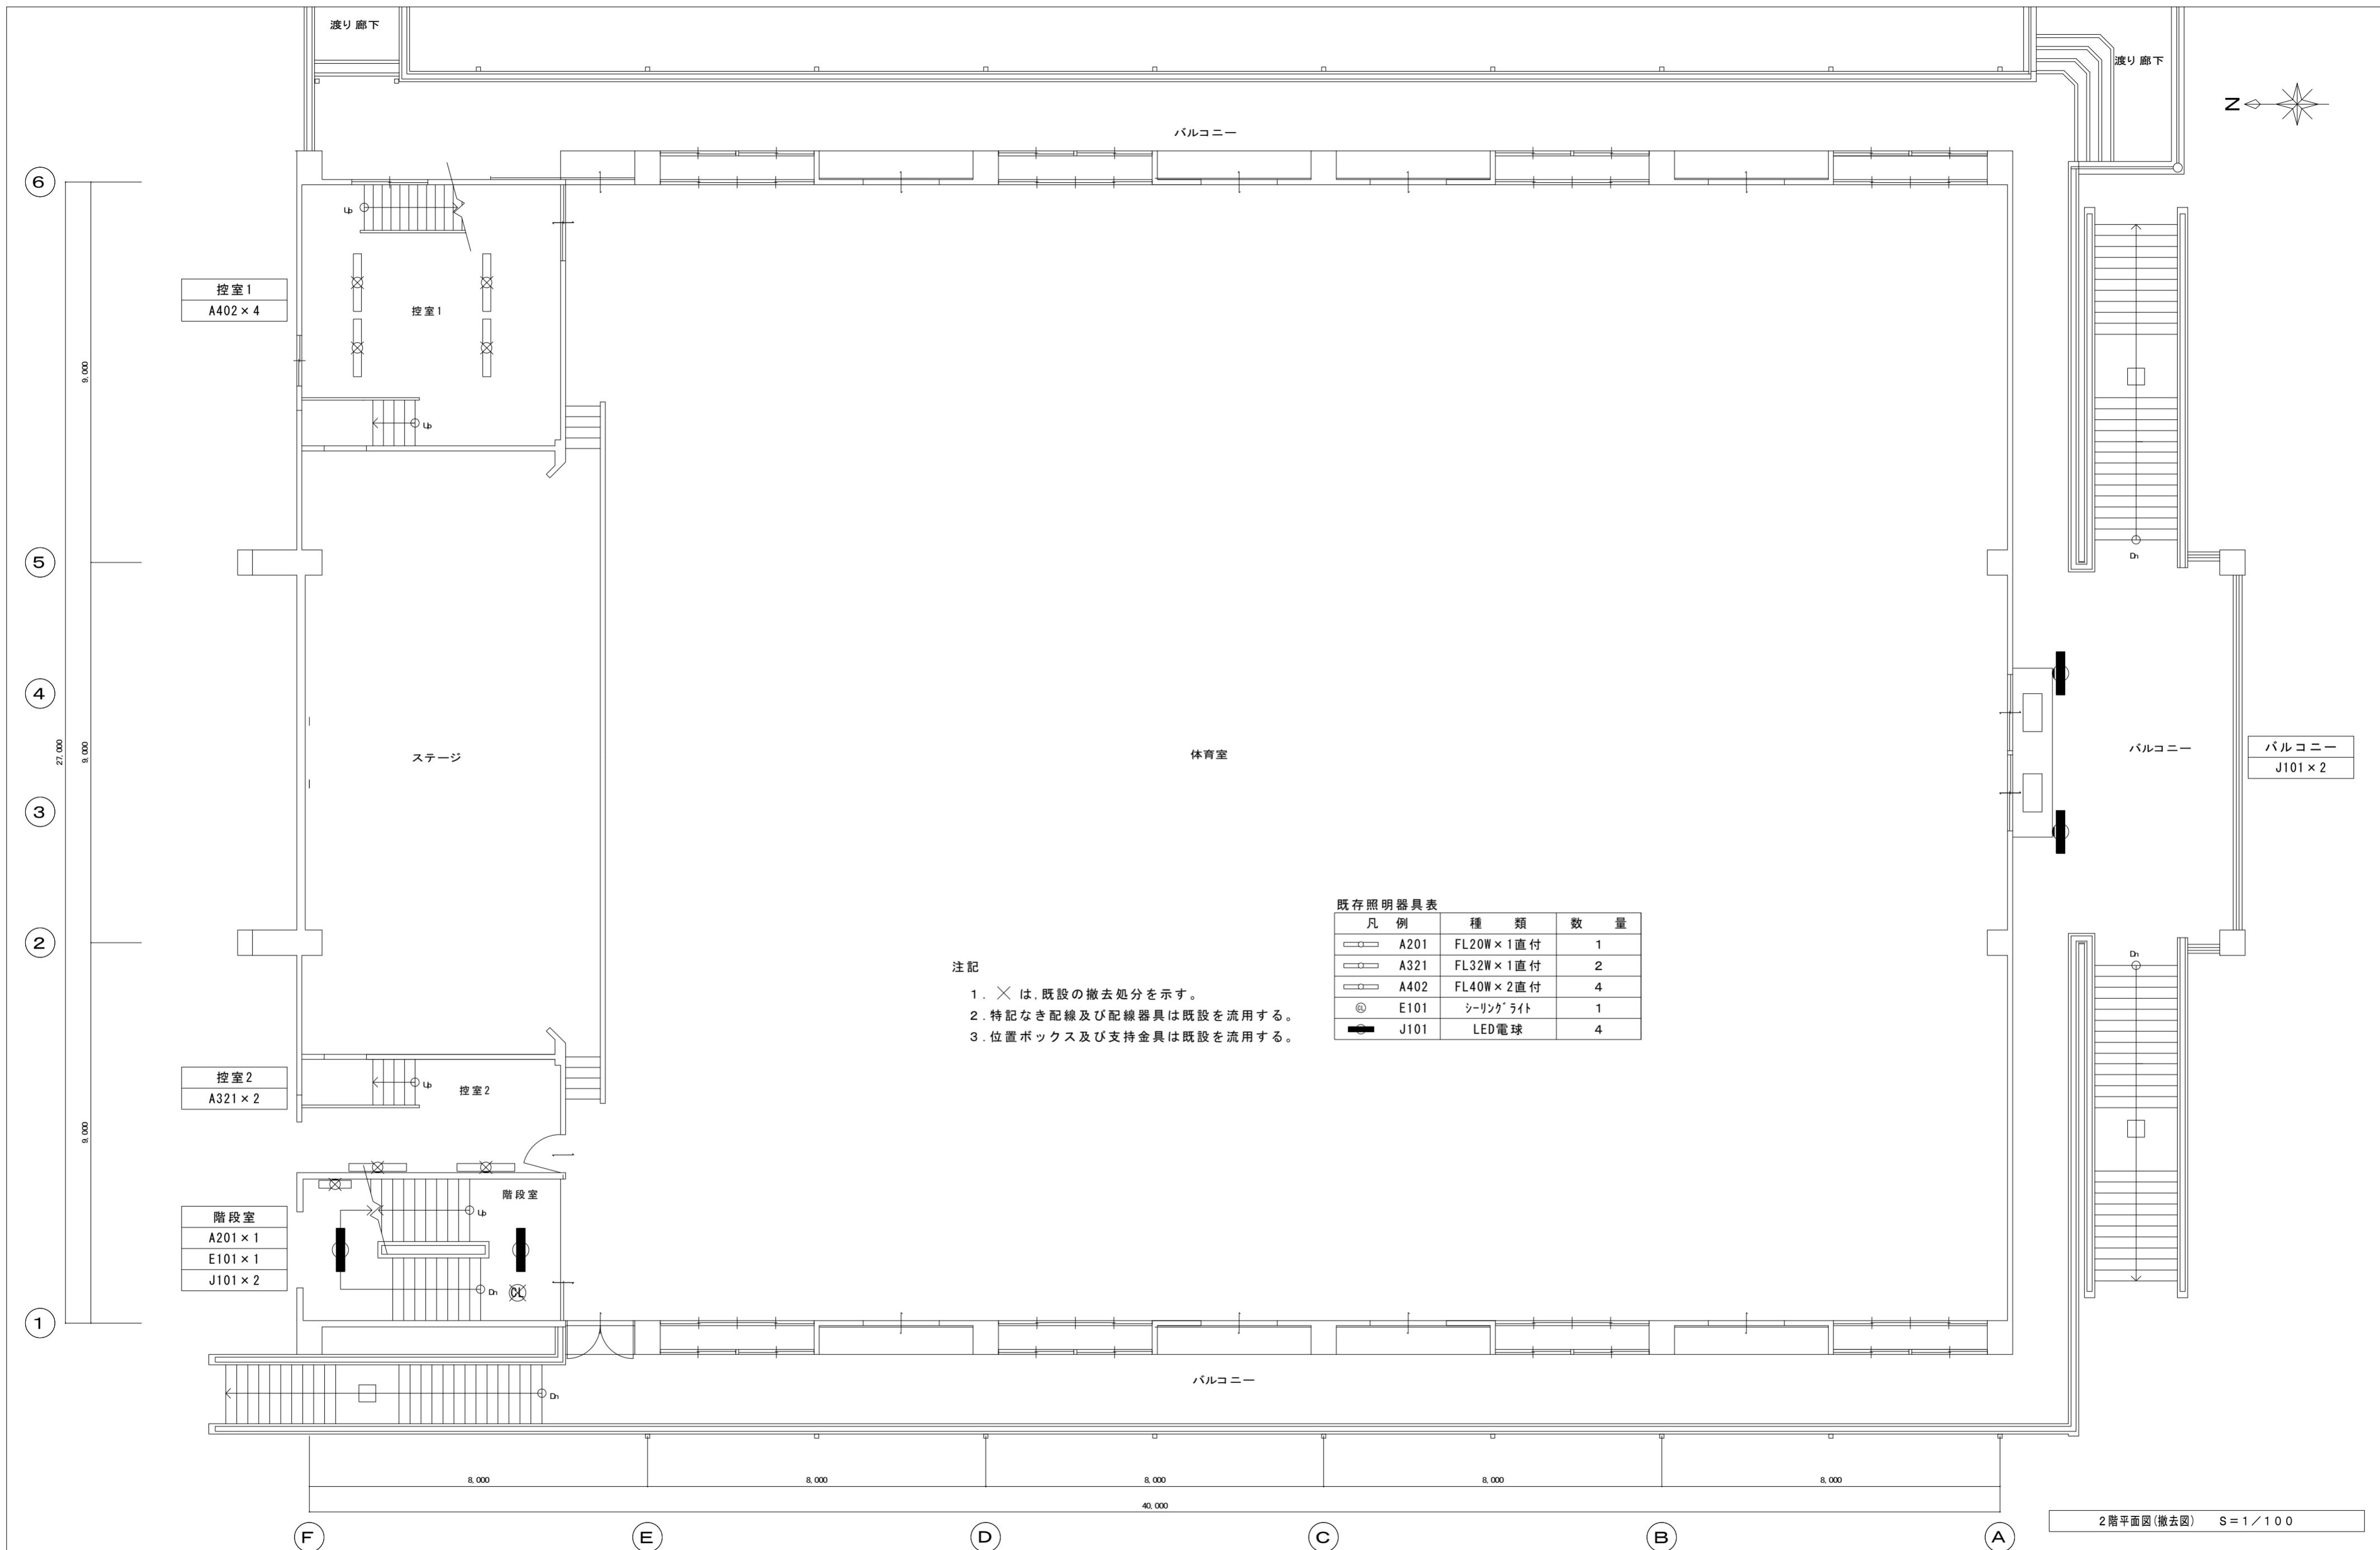 渡り廊下
渡り廊下
N
バルコニー
6
Up
控室1
A402×4
控室1
9,000
Up
5
Dn
4
27,000
9,000
ステージ
体育室
バルコニー
バルコニー
J101×2
3
既存照明器具表
凡 例 種 類 数 量
A201 FL20W×1直付 1
A321 FL32W×1直付 2
A402 FL40W×2直付 4
CL E101 シーリングライト 1
J101 LED電球 4
2
Dn
注記
1. × は,既設の撤去処分を示す。
2.特記なき配線及び配線器具は既設を流用する。
3.位置ボックス及び支持金具は既設を流用する。
控室2
A321×2
Up
控室2
9,000
階段室
A201×1
E101×1
J101×2
階段室
Up
Dn
CL
1
バルコニー
Dn
8,000
8,000
8,000
8,000
8,000
40,000
F
E
D
C
B
A
2階平面図(撤去図) S=1/100